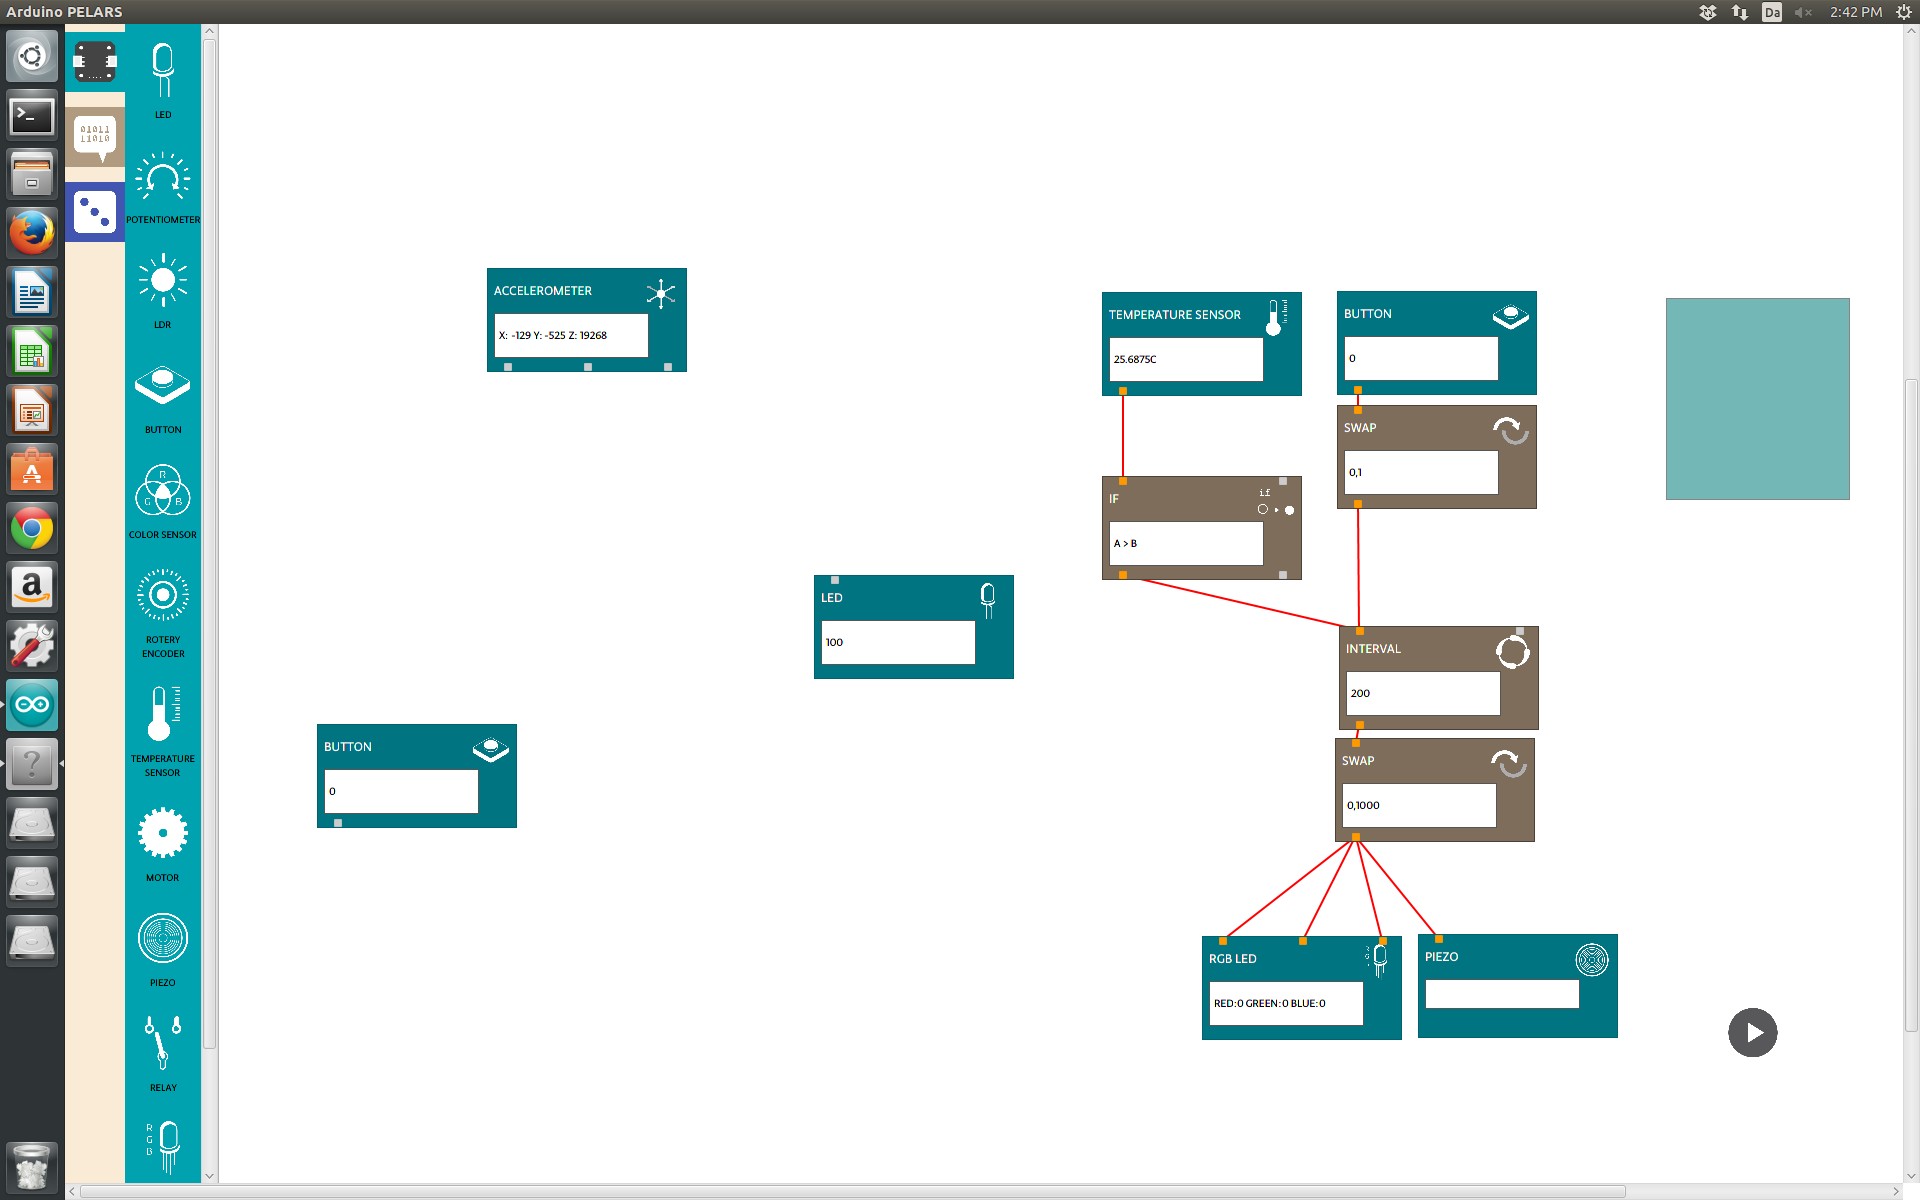 Arduino PELARS
Da
2:42 PM
01011
11010
LED
POTENTIOMETER
LDR
BUTTON
R
G B
COLOR SENSOR
ROTERY
ENCODER
TEMPERATURE
SENSOR
MOTOR
PIEZO
RELAY
R
G
B
ACCELEROMETER
X: -129 Y: -525 Z: 19268
TEMPERATURE SENSOR
25.6875C
BUTTON
0
SWAP
0,1
IF
if
A > B
LED
100
INTERVAL
200
BUTTON
0
SWAP
0,1000
RGB LED
RED:0 GREEN:0 BLUE:0
PIEZO